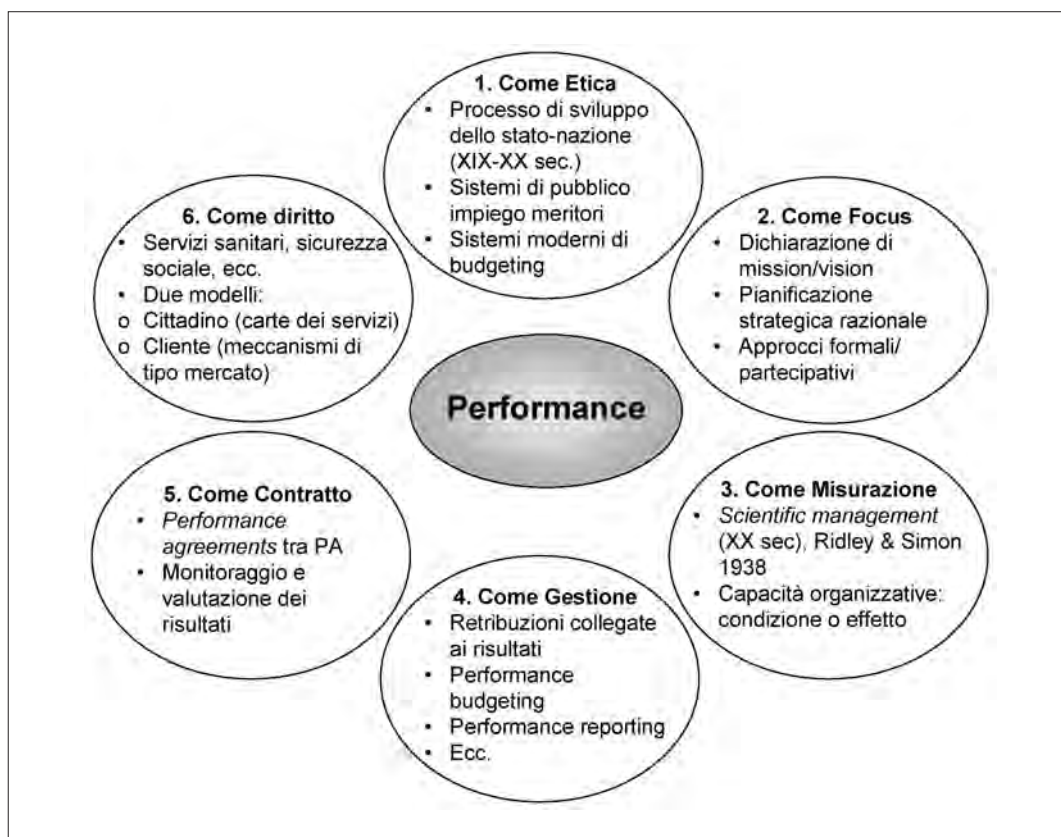 1. Come Etica
• Processo di sviluppo
dello stato-nazione
(XIX-XX sec.)
• Sistemi di pubblico
impiego meritori
• Sistemi moderni di
budgeting
2. Come Focus
• Dichiarazione di
mission/vision
• Pianificazione
strategica razionale
• Approcci formali/
partecipativi
3. Come Misurazione
• Scientific management
(XX sec), Ridley & Simon
1938
• Capacità organizzative:
condizione o effetto
4. Come Gestione
• Retribuzioni collegate
ai risultati
• Performance
budgeting
• Performance reporting
• Ecc.
5. Come Contratto
• Performance
agreements tra PA
• Monitoraggio e
valutazione dei
risultati
6. Come diritto
• Servizi sanitari, sicurezza
sociale, ecc.
• Due modelli:
o Cittadino (carte dei servizi)
o Cliente (meccanismi di
tipo mercato)
Performance